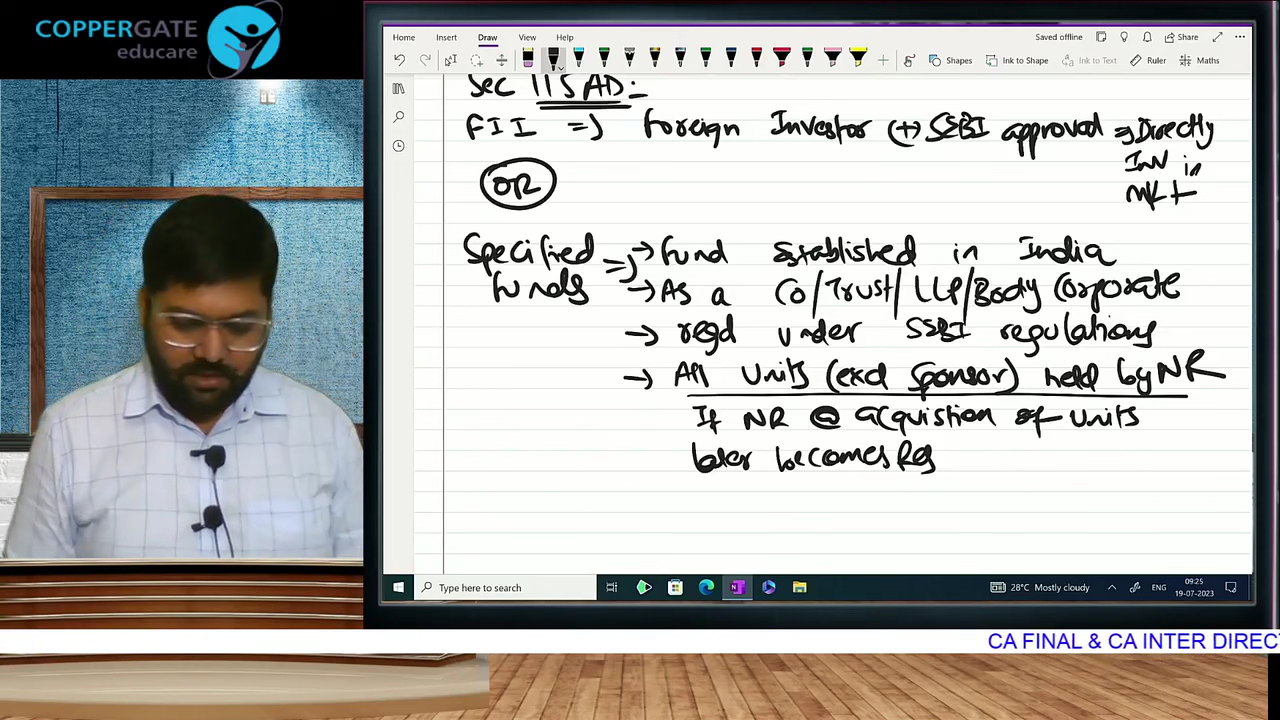 COPPERGATE
educare
Home Insert Draw View Help
Saved offline
Share
Shapes
Ink to Shape
Ink to Text
Ruler
Maths
Sec 115AD:-
FII => Foreign Investor (+) SEBI approved => Directly
Inv in
Mkt
OR
Specified => → Fund established in India
funds → As a Co/Trust/LLP/Body Corporate
→ regd under SEBI regulations
→ All Units (excl Sponsor) held by NR
If NR @ acquistion of units
later becomes Res
Type here to search
28°C Mostly cloudy
ENG
09:25
19-07-2023
CA FINAL & CA INTER DIREC